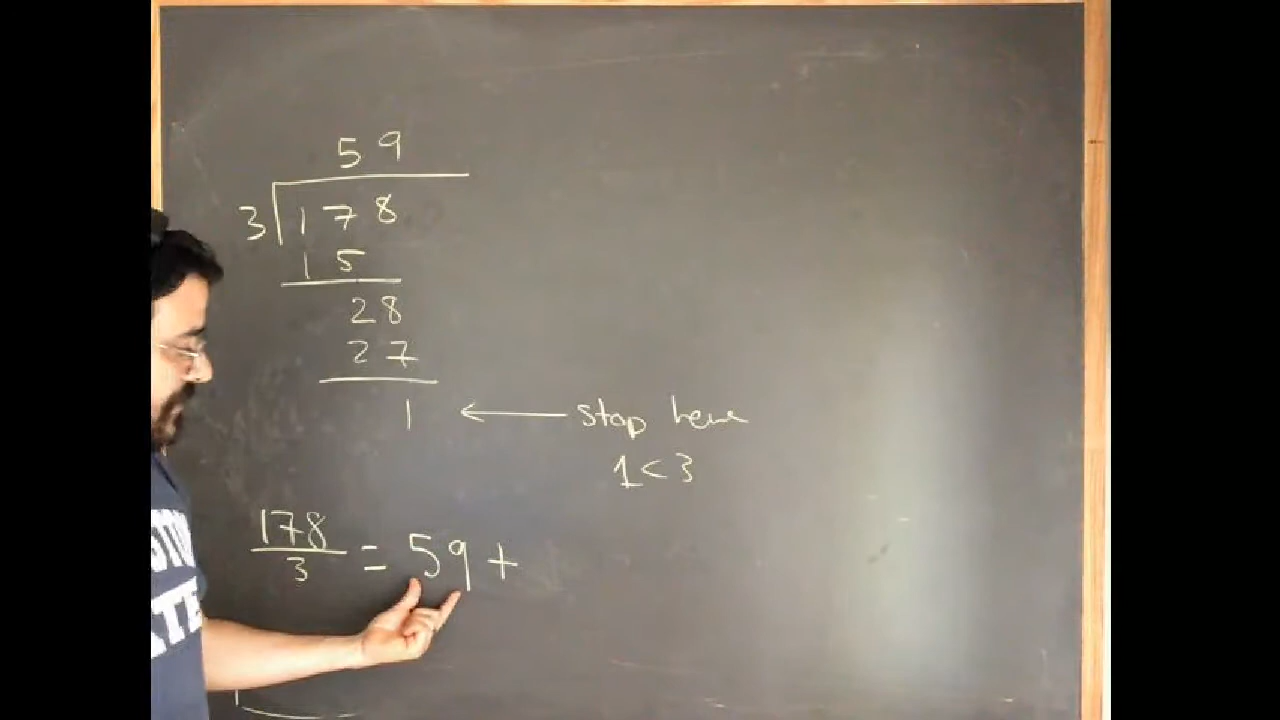 59
3 178
15
28
27
1 ← stop here
1 < 3
178/3 = 59 +